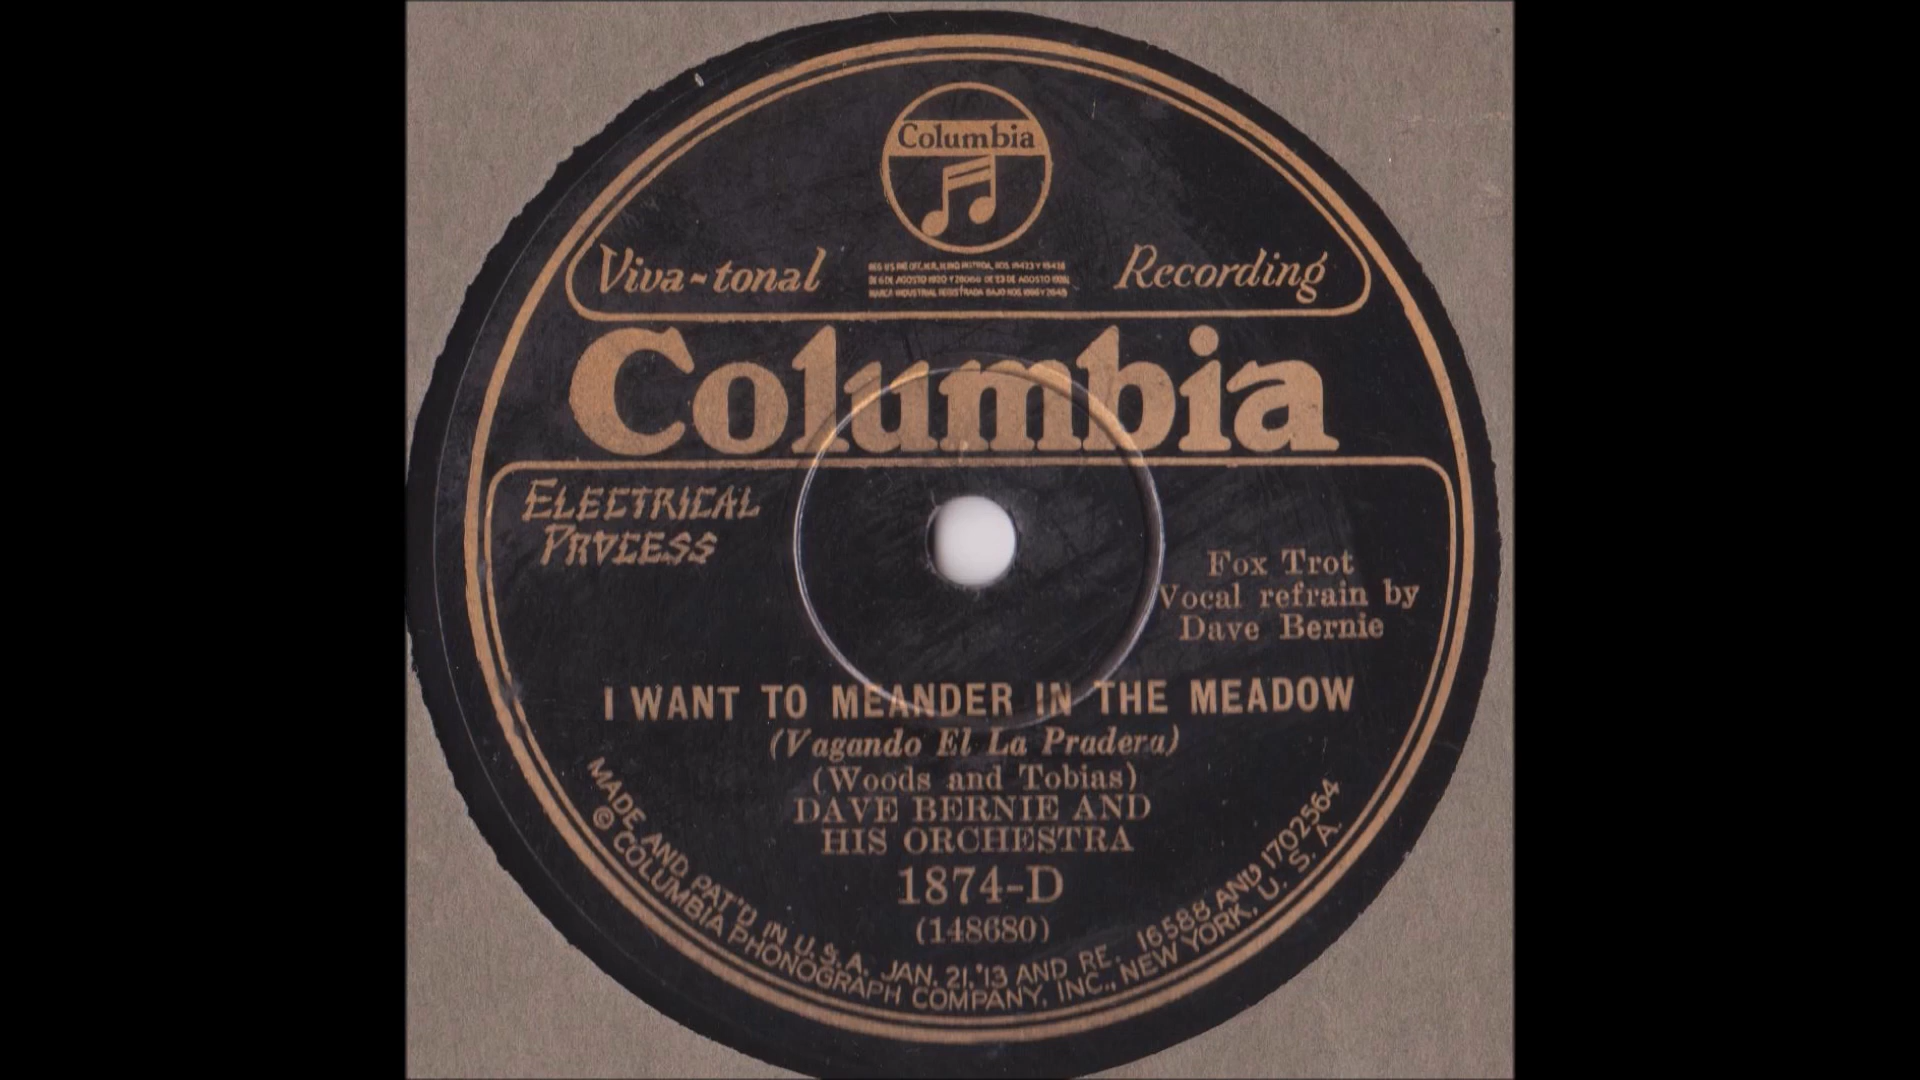 Columbia
Viva-tonal Recording
Columbia
ELECTRICAL
PROCESS
Fox Trot
Vocal refrain by
Dave Bernie
I WANT TO MEANDER IN THE MEADOW
(Vagando El La Pradera)
(Woods and Tobias)
DAVE BERNIE AND
HIS ORCHESTRA
1874-D
(148680)
MADE AND PAT'D IN U.S.A. JAN. 21,'13 AND RE. 16588 AND 1702564
© COLUMBIA PHONOGRAPH COMPANY, INC., NEW YORK, U.S.A.